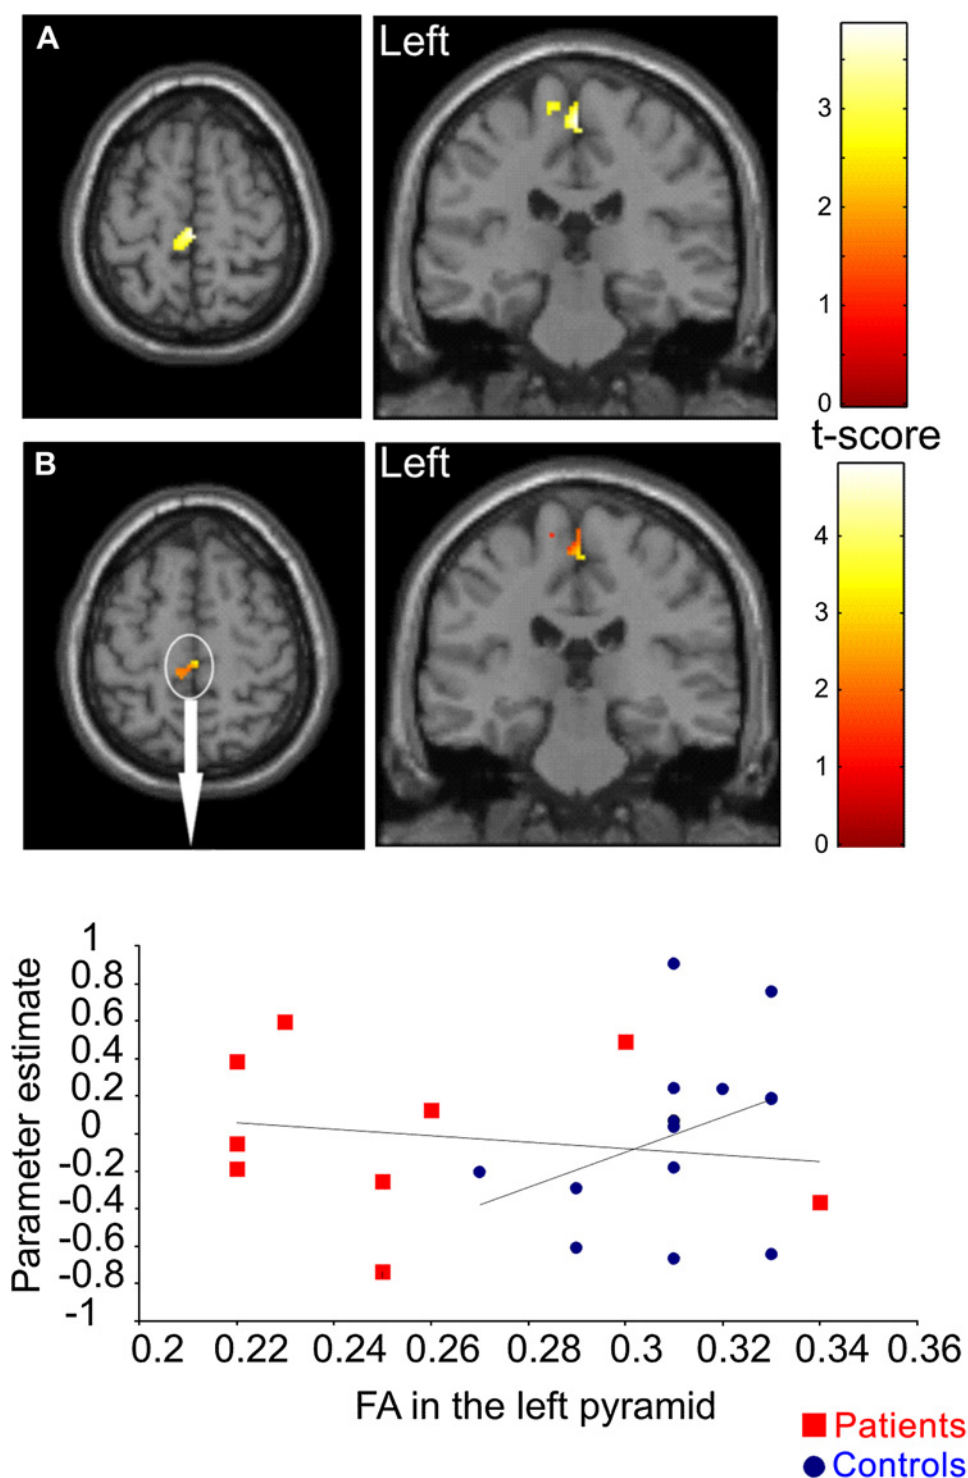 A
Left
3
2
1
0
t-score
B
Left
4
3
2
1
0
1
0.8
0.6
0.4
0.2
0
-0.2
-0.4
-0.6
-0.8
-1
Parameter estimate
0.2 0.22 0.24 0.26 0.28 0.3 0.32 0.34 0.36
FA in the left pyramid
Patients
Controls